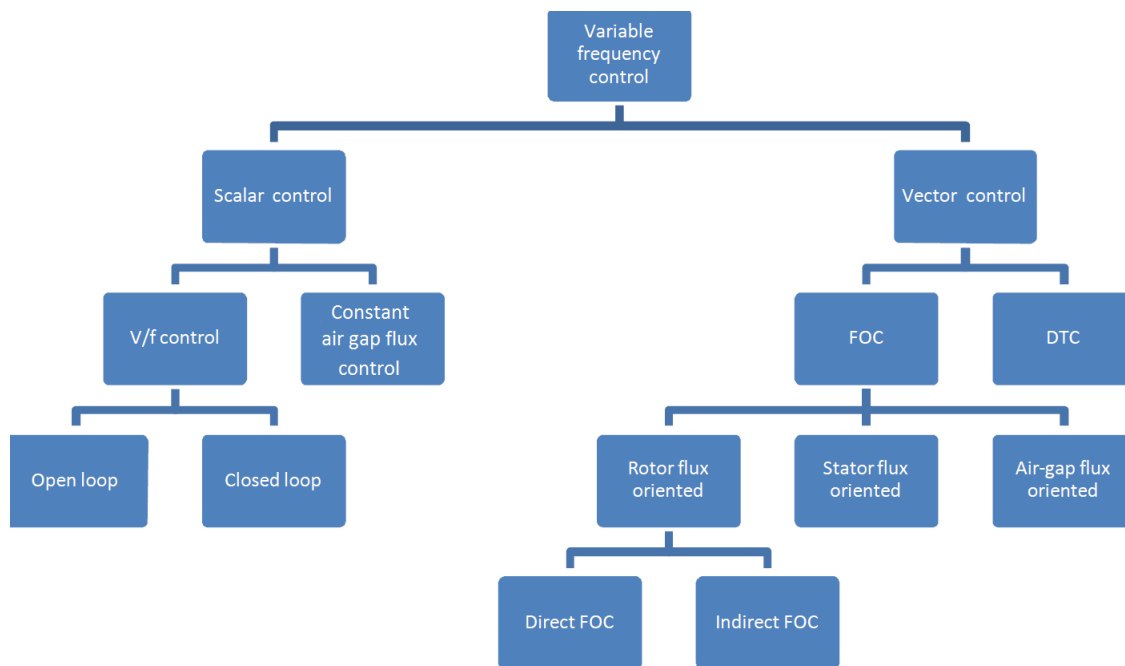 Variable
frequency
control
Scalar control
Vector control
V/f control
Constant
air gap flux
control
FOC
DTC
Open loop
Closed loop
Rotor flux
oriented
Stator flux
oriented
Air-gap flux
oriented
Direct FOC
Indirect FOC